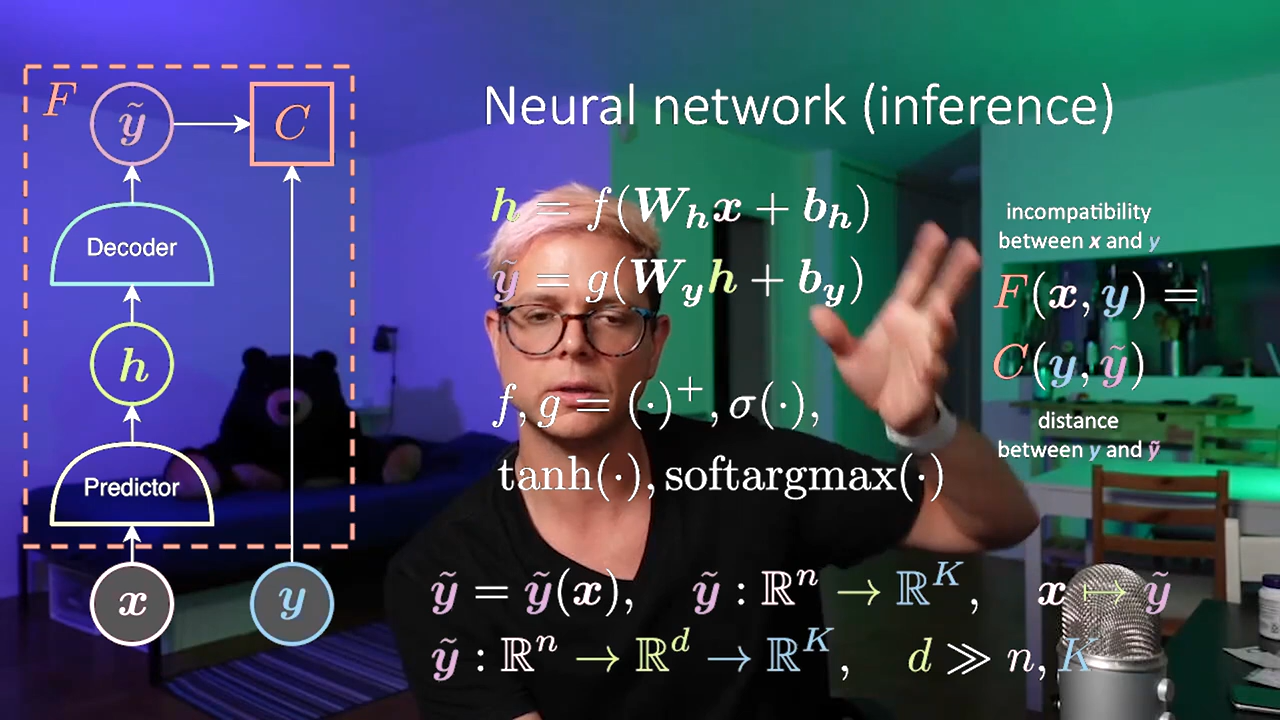 Neural network (inference)
F
ỹ
C
Decoder
h
Predictor
x
y
h = f(W_h x + b_h)
ỹ = g(W_y h + b_y)
f, g = (·)⁺, σ(·),
tanh(·), softargmax(·)
incompatibility
between x and y
F(x, y) =
C(y, ỹ)
distance
between y and ỹ
ỹ = ỹ(x), ỹ : ℝⁿ → ℝᴷ, x ↦ ỹ
ỹ : ℝⁿ → ℝᵈ → ℝᴷ, d ≫ n, K